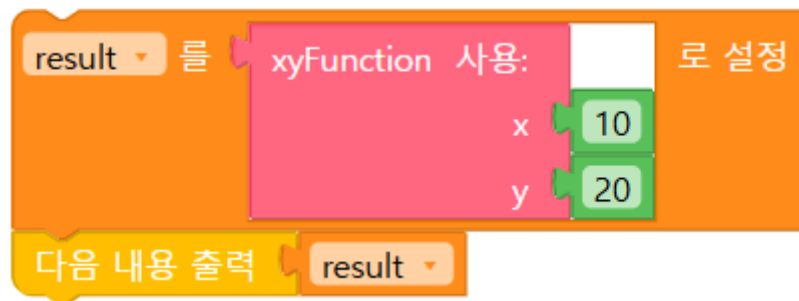 result 를 xyFunction 사용: 로 설정
x 10
y 20
다음 내용 출력 result